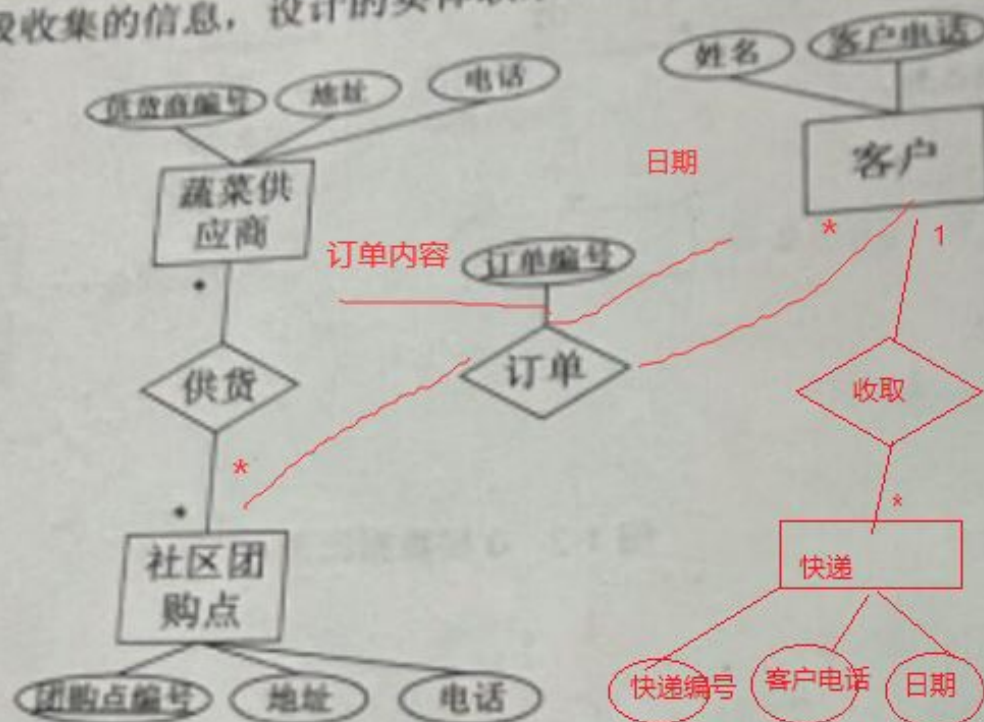 收集的信息，设计的实体
供货商编号
地址
电话
姓名
客户电话
蔬菜供
应商
日期
客户
*
1
订单内容
订单编号
供货
订单
收取
*
*
社区团
购点
快递
团购点编号
地址
电话
快递编号
客户电话
日期